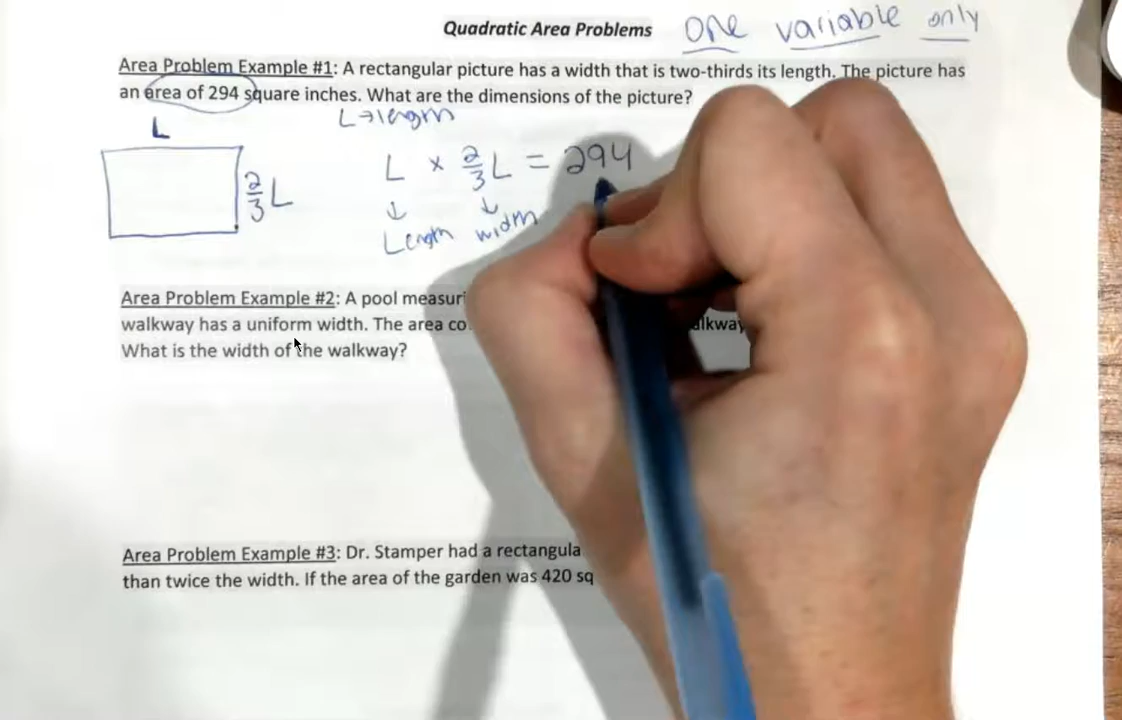 Quadratic Area Problems one variable only
Area Problem Example #1: A rectangular picture has a width that is two-thirds its length. The picture has
an area of 294 square inches. What are the dimensions of the picture?
L→length
L
L × 2/3 L = 294
2/3 L
↓ ↓
Length width
Area Problem Example #2: A pool measuri
walkway has a uniform width. The area co alkway
What is the width of the walkway?
Area Problem Example #3: Dr. Stamper had a rectangula
than twice the width. If the area of the garden was 420 sq